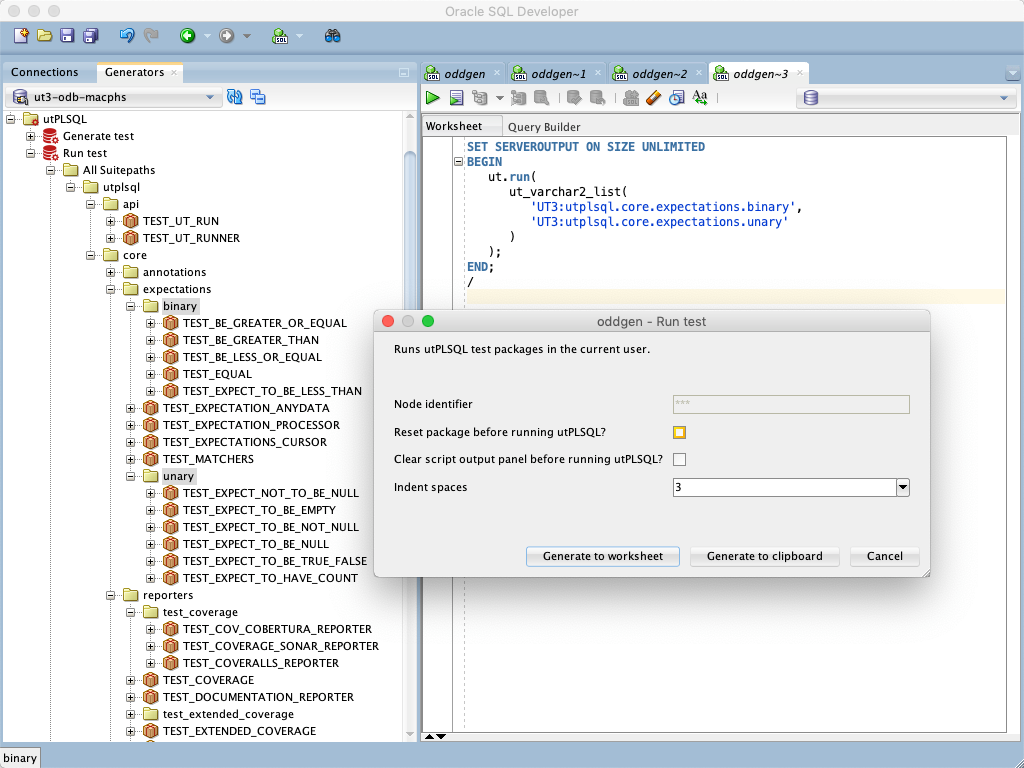 Oracle SQL Developer
Connections
Generators
ut3-odb-macphs
utPLSQL
Generate test
Run test
All Suitepaths
utplsql
api
TEST_UT_RUN
TEST_UT_RUNNER
core
annotations
expectations
binary
TEST_BE_GREATER_OR_EQUAL
TEST_BE_GREATER_THAN
TEST_BE_LESS_OR_EQUAL
TEST_EQUAL
TEST_EXPECT_TO_BE_LESS_THAN
TEST_EXPECTATION_ANYDATA
TEST_EXPECTATION_PROCESSOR
TEST_EXPECTATIONS_CURSOR
TEST_MATCHERS
unary
TEST_EXPECT_NOT_TO_BE_NULL
TEST_EXPECT_TO_BE_EMPTY
TEST_EXPECT_TO_BE_NOT_NULL
TEST_EXPECT_TO_BE_NULL
TEST_EXPECT_TO_BE_TRUE_FALSE
TEST_EXPECT_TO_HAVE_COUNT
reporters
test_coverage
TEST_COV_COBERTURA_REPORTER
TEST_COVERAGE_SONAR_REPORTER
TEST_COVERALLS_REPORTER
TEST_COVERAGE
TEST_DOCUMENTATION_REPORTER
test_extended_coverage
TEST_EXTENDED_COVERAGE
binary
oddgen
oddgen~1
oddgen~2
oddgen~3
Worksheet
Query Builder
SET SERVEROUTPUT ON SIZE UNLIMITED
BEGIN
ut.run(
ut_varchar2_list(
'UT3:utplsql.core.expectations.binary',
'UT3:utplsql.core.expectations.unary'
)
);
END;
/
oddgen - Run test
Runs utPLSQL test packages in the current user.
Node identifier
***
Reset package before running utPLSQL?
Clear script output panel before running utPLSQL?
Indent spaces
3
Generate to worksheet
Generate to clipboard
Cancel